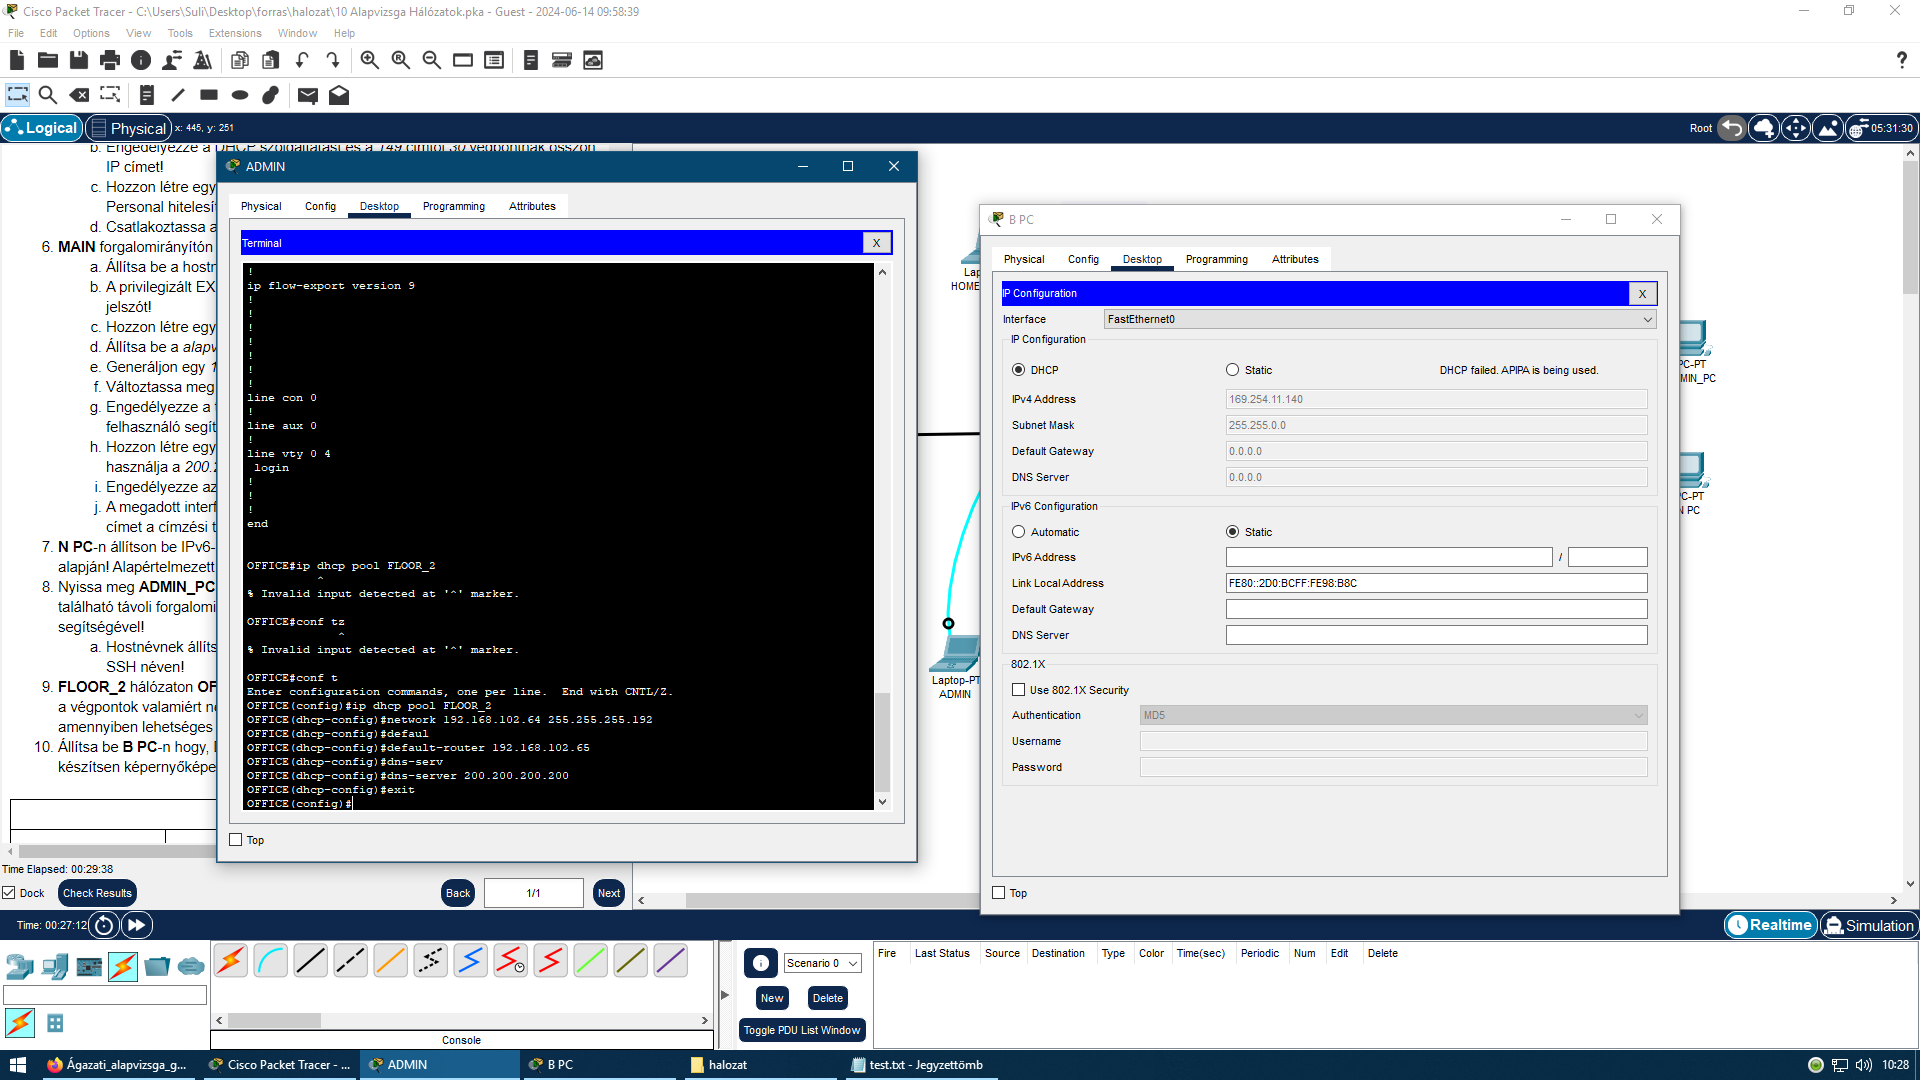 Cisco Packet Tracer - C:\Users\Suli\Desktop\forras\halozat\10 Alapvizsga Hálózatok.pka - Guest - 2024-06-14 09:58:39
File Edit Options View Tools Extensions Window Help
Logical Physical x: 445, y: 251 Root 05:31:30
b. Engedélyezze a DHCP szolgáltatást és a 149 címtől 30 végpontnak osszon
IP címet!
c. Hozzon létre egy
Personal hitelesít
d. Csatlakoztassa a
6. MAIN forgalomirányítón
a. Állítsa be a hostn
b. A privilegizált EX
jelszót!
c. Hozzon létre egy
d. Állítsa be a alapv
e. Generáljon egy 1
f. Változtassa meg
g. Engedélyezze a
felhasználó segít
h. Hozzon létre egy
használja a 200.2
i. Engedélyezze az
j. A megadott interf
címet a címzési t
7. N PC-n állítson be IPv6-
alapján! Alapértelmezett
8. Nyissa meg ADMIN_PC
található távoli forgalomi
segítségével!
a. Hostnévnek állíts
SSH néven!
9. FLOOR_2 hálózaton OF
a végpontok valamiért ne
amennyiben lehetséges
10. Állítsa be B PC-n hogy, I
készítsen képernyőképe
Time Elapsed: 00:29:38
Dock Check Results Back 1/1 Next
ADMIN
Physical Config Desktop Programming Attributes
Terminal X
!
ip flow-export version 9
!
!
!
!
!
!
!
line con 0
!
line aux 0
!
line vty 0 4
login
!
!
!
end
OFFICE#ip dhcp pool FLOOR_2
^
% Invalid input detected at '^' marker.
OFFICE#conf tz
^
% Invalid input detected at '^' marker.
OFFICE#conf t
Enter configuration commands, one per line.  End with CNTL/Z.
OFFICE(config)#ip dhcp pool FLOOR_2
OFFICE(dhcp-config)#network 192.168.102.64 255.255.255.192
OFFICE(dhcp-config)#defaul
OFFICE(dhcp-config)#default-router 192.168.102.65
OFFICE(dhcp-config)#dns-serv
OFFICE(dhcp-config)#dns-server 200.200.200.200
OFFICE(dhcp-config)#exit
OFFICE(config)#
Top
Lap
HOME
Laptop-PT
ADMIN
B PC
Physical Config Desktop Programming Attributes
IP Configuration X
Interface FastEthernet0
IP Configuration
DHCP Static DHCP failed. APIPA is being used.
IPv4 Address 169.254.11.140
Subnet Mask 255.255.0.0
Default Gateway 0.0.0.0
DNS Server 0.0.0.0
IPv6 Configuration
Automatic Static
IPv6 Address /
Link Local Address FE80::2D0:BCFF:FE98:B8C
Default Gateway
DNS Server
802.1X
Use 802.1X Security
Authentication MD5
Username
Password
Top
PC-PT
MIN_PC
C-PT
N PC
Time: 00:27:12 Realtime Simulation
Scenario 0
New Delete
Toggle PDU List Window
Fire Last Status Source Destination Type Color Time(sec) Periodic Num Edit Delete
Console
Ágazati_alapvizsga_g... Cisco Packet Tracer - ... ADMIN B PC halozat test.txt - Jegyzettömb 10:28